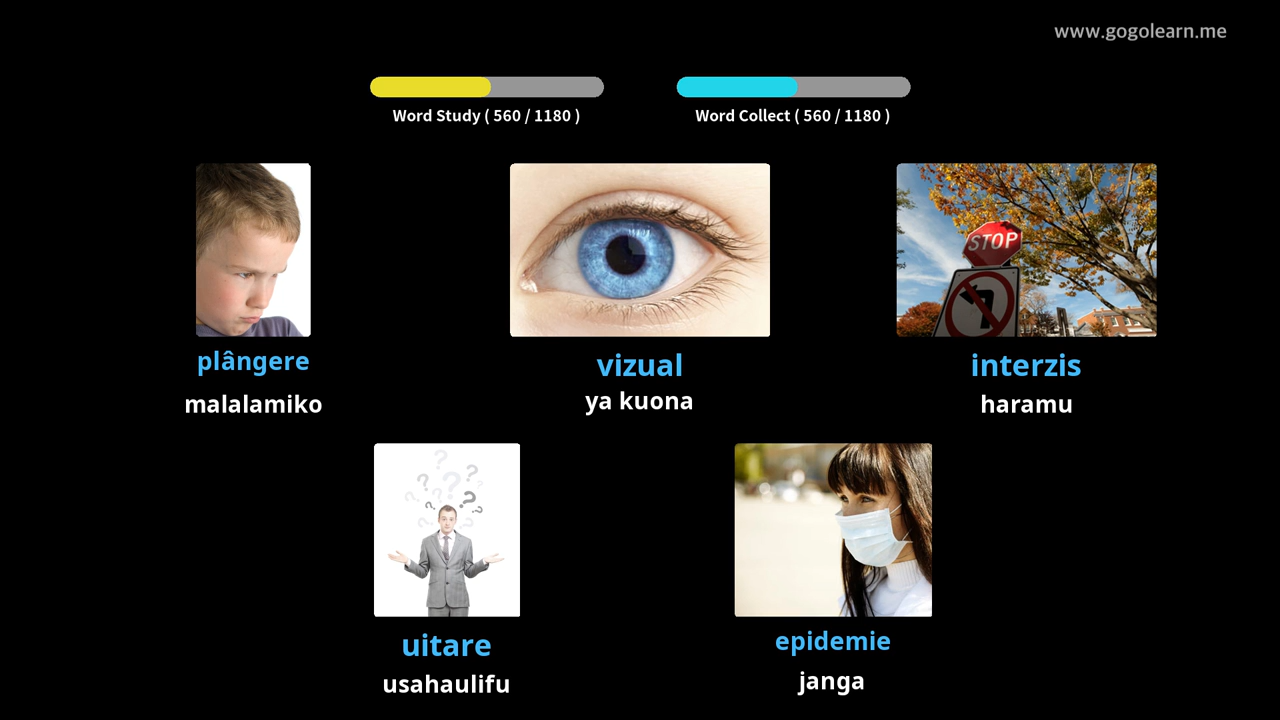 www.gogolearn.me
Word Study ( 560 / 1180 )
Word Collect ( 560 / 1180 )
STOP
plângere
vizual
interzis
malalamiko
ya kuona
haramu
uitare
epidemie
usahaulifu
janga